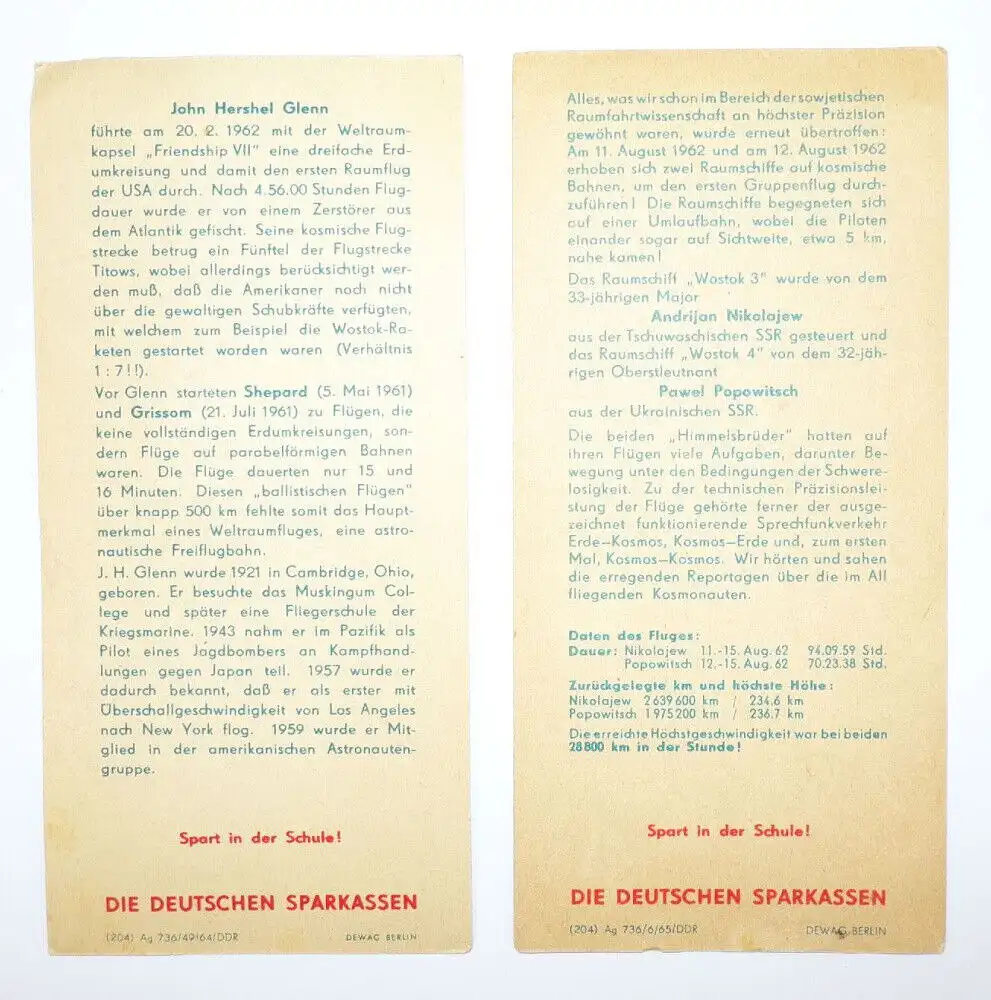 John Hershel Glenn
führte am 20. 2. 1962 mit der Weltraum-
kapsel „Friendship VII" eine dreifache Erd-
umkreisung und damit den ersten Raumflug
der USA durch. Nach 4.56.00 Stunden Flug-
dauer wurde er von einem Zerstörer aus
dem Atlantik gefischt. Seine kosmische Flug-
strecke betrug ein Fünftel der Flugstrecke
Titows, wobei allerdings berücksichtigt wer-
den muß, daß die Amerikaner noch nicht
über die gewaltigen Schubkräfte verfügten,
mit welchem zum Beispiel die Wostok-Ra-
keten gestartet worden waren (Verhältnis
1 : 7!!).
Vor Glenn starteten Shepard (5. Mai 1961)
und Grissom (21. Juli 1961) zu Flügen, die
keine vollständigen Erdumkreisungen, son-
dern Flüge auf parabelförmigen Bahnen
waren. Die Flüge dauerten nur 15 und
16 Minuten. Diesen „ballistischen Flügen"
über knapp 500 km fehlte somit das Haupt-
merkmal eines Weltraumfluges, eine astro-
nautische Freiflugbahn.
J. H. Glenn wurde 1921 in Cambridge, Ohio,
geboren. Er besuchte das Muskingum Col-
lege und später eine Fliegerschule der
Kriegsmarine. 1943 nahm er im Pazifik als
Pilot eines Jagdbombers an Kampfhand-
lungen gegen Japan teil. 1957 wurde er
dadurch bekannt, daß er als erster mit
Überschallgeschwindigkeit von Los Angeles
nach New York flog. 1959 wurde er Mit-
glied in der amerikanischen Astronauten-
gruppe.
Spart in der Schule!
DIE DEUTSCHEN SPARKASSEN
(204) Ag 736/49/64/DDR DEWAG BERLIN
Alles, was wir schon im Bereich der sowjetischen
Raumfahrtwissenschaft an höchster Präzision
gewöhnt waren, wurde erneut übertroffen:
Am 11. August 1962 und am 12. August 1962
erhoben sich zwei Raumschiffe auf kosmische
Bahnen, um den ersten Gruppenflug durch-
zuführen! Die Raumschiffe begegneten sich
auf einer Umlaufbahn, wobei die Piloten
einander sogar auf Sichtweite, etwa 5 km,
nahe kamen!
Das Raumschiff „Wostok 3" wurde von dem
33-jährigen Major
Andrijan Nikolajew
aus der Tschuwaschischen SSR gesteuert und
das Raumschiff „Wostok 4" von dem 32-jäh-
rigen Oberstleutnant
Pawel Popowitsch
aus der Ukrainischen SSR.
Die beiden „Himmelsbrüder" hatten auf
ihren Flügen viele Aufgaben, darunter Be-
wegung unter den Bedingungen der Schwere-
losigkeit. Zu der technischen Präzisionslei-
stung der Flüge gehörte ferner der ausge-
zeichnet funktionierende Sprechfunkverkehr
Erde–Kosmos, Kosmos–Erde und, zum ersten
Mal, Kosmos–Kosmos. Wir hörten und sahen
die erregenden Reportagen über die im All
fliegenden Kosmonauten.
Daten des Fluges:
Dauer: Nikolajew 11.-15. Aug. 62 94.09.59 Std.
Popowitsch 12.-15. Aug. 62 70.23.38 Std.
Zurückgelegte km und höchste Höhe:
Nikolajew 2 639 600 km / 234,6 km
Popowitsch 1 975 200 km / 236,7 km
Die erreichte Höchstgeschwindigkeit war bei beiden
28 800 km in der Stunde!
Spart in der Schule!
DIE DEUTSCHEN SPARKASSEN
(204) Ag 736/6/65/DDR DEWAG BERLIN